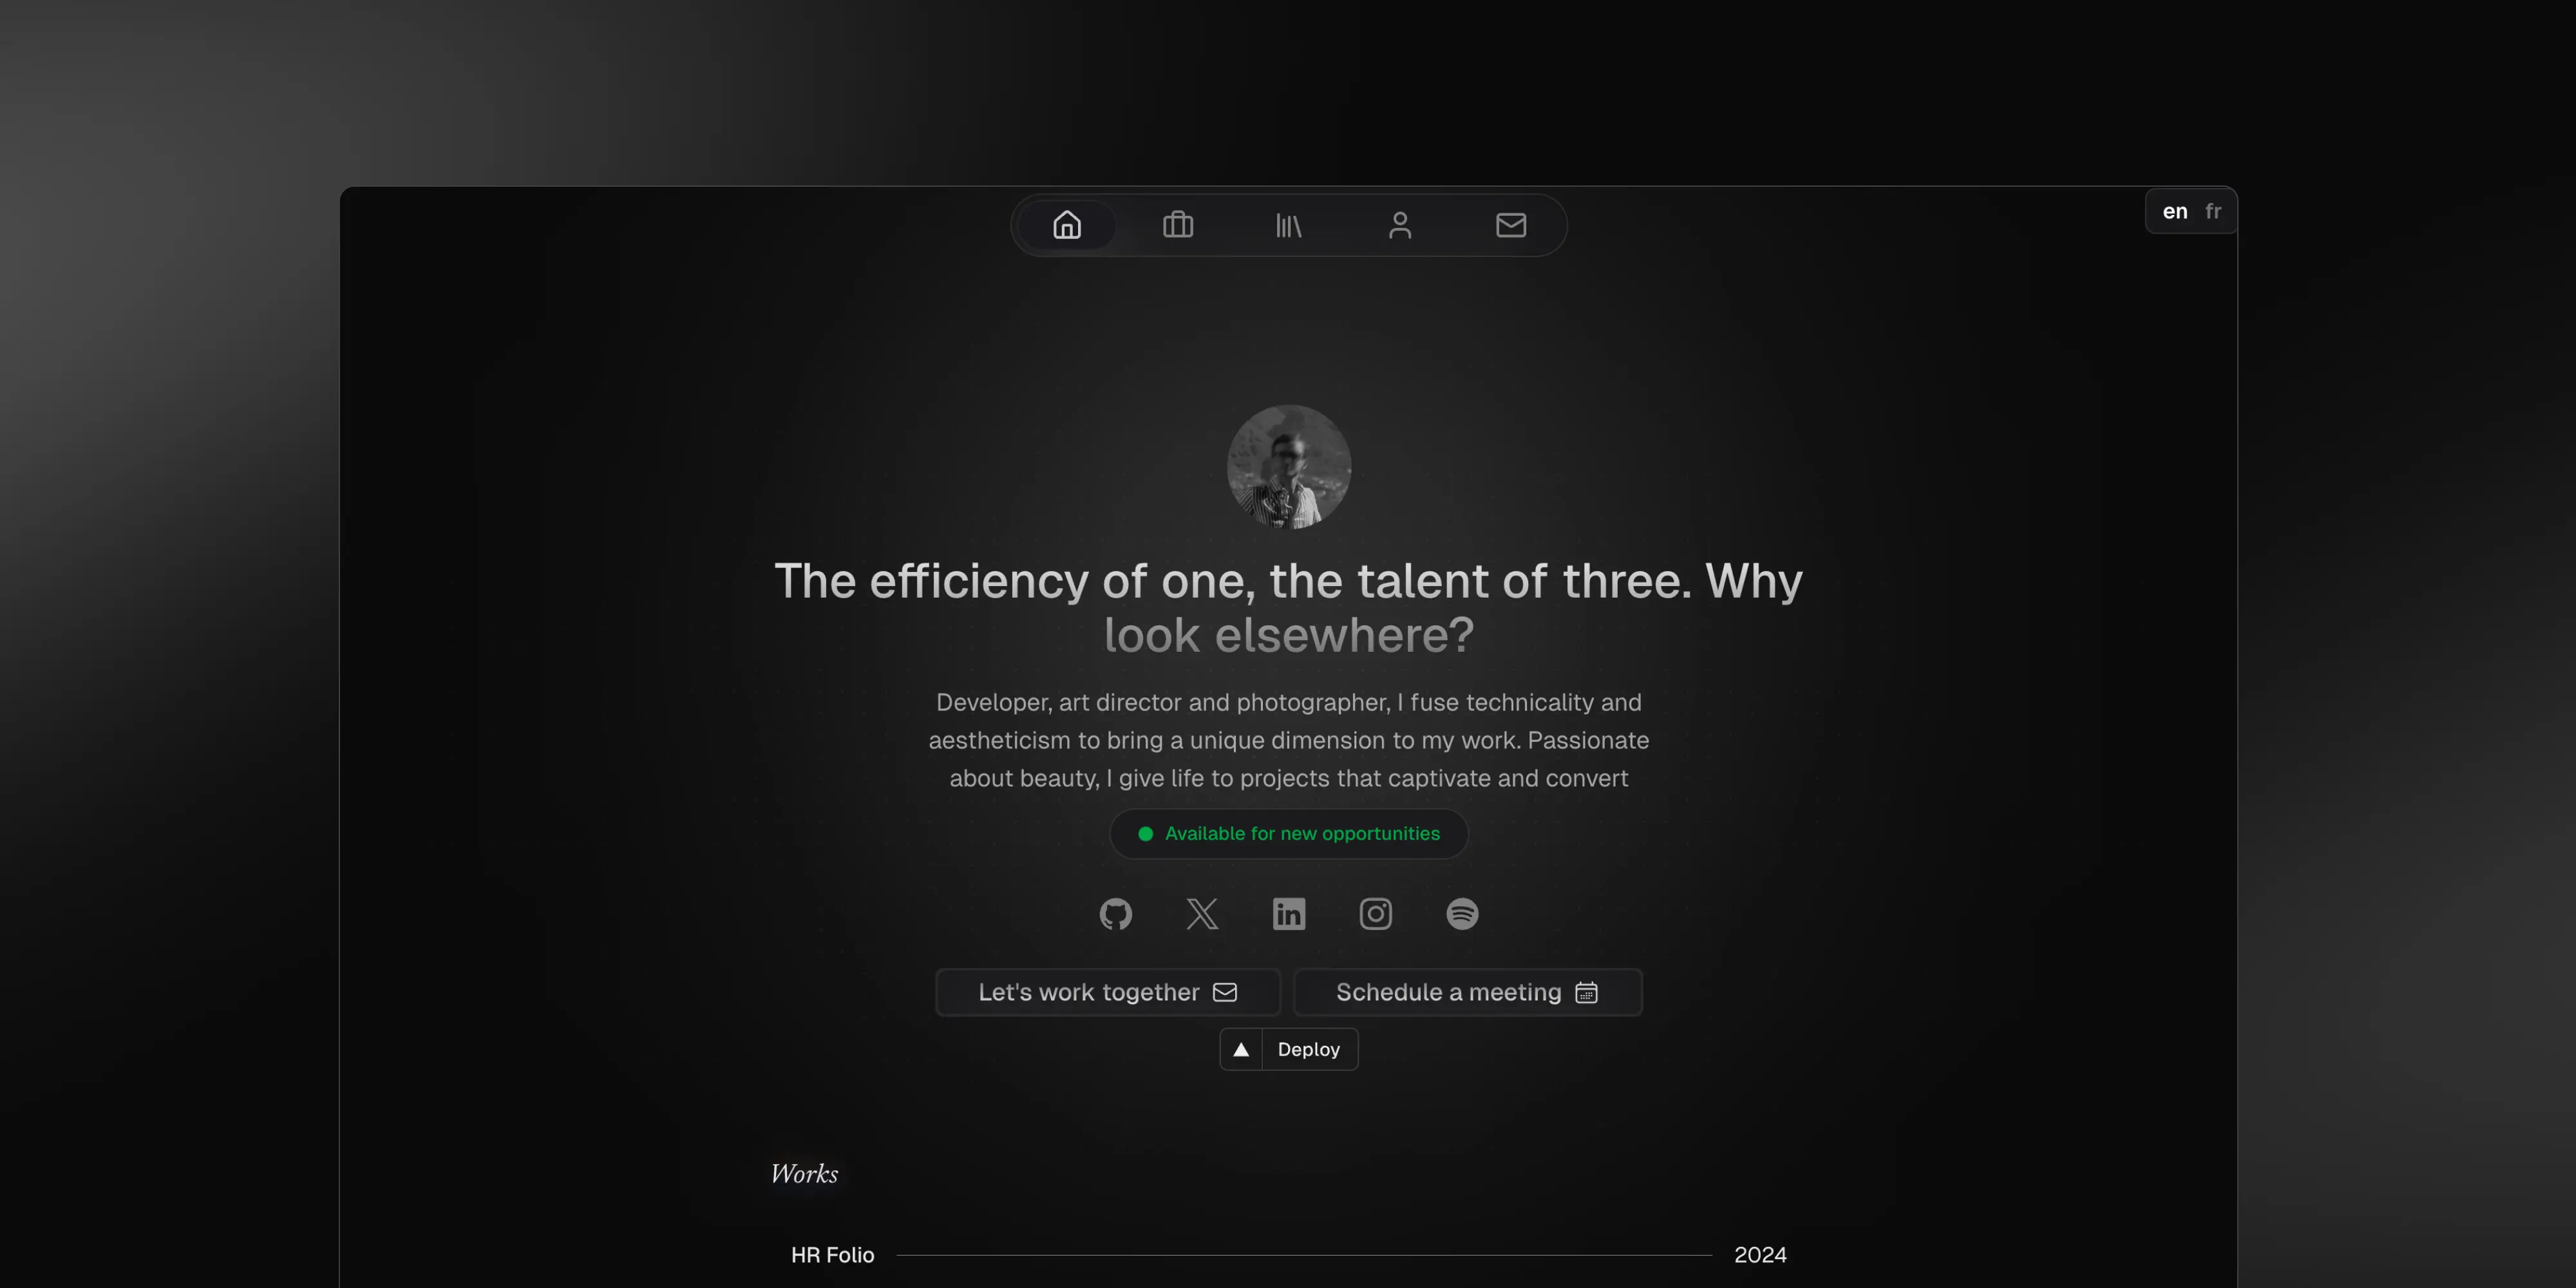 en fr
The efficiency of one, the talent of three. Why
look elsewhere?
Developer, art director and photographer, I fuse technicality and
aestheticism to bring a unique dimension to my work. Passionate
about beauty, I give life to projects that captivate and convert
Available for new opportunities
Let's work together
Schedule a meeting
Deploy
Works
HR Folio 2024